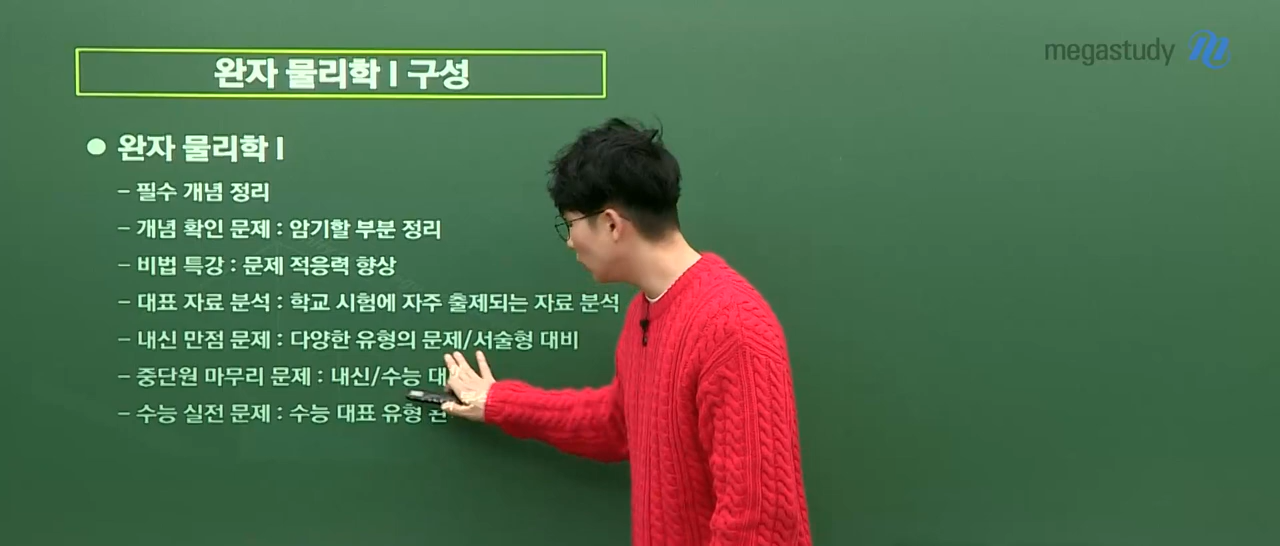 완자 물리학 I 구성
megastudy
● 완자 물리학 I
– 필수 개념 정리
– 개념 확인 문제 : 암기할 부분 정리
– 비법 특강 : 문제 적응력 향상
– 대표 자료 분석 : 학교 시험에 자주 출제되는 자료 분석
– 내신 만점 문제 : 다양한 유형의 문제/서술형 대비
– 중단원 마무리 문제 : 내신/수능 대
– 수능 실전 문제 : 수능 대표 유형